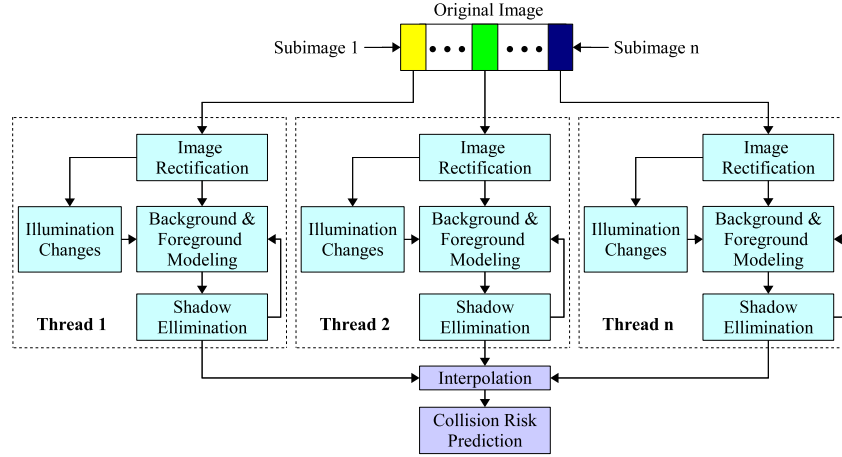 Original Image
Subimage 1
Subimage n
Image
Rectification
Illumination
Changes
Background &
Foreground
Modeling
Shadow
Ellimination
Thread 1
Image
Rectification
Illumination
Changes
Background &
Foreground
Modeling
Shadow
Ellimination
Thread 2
Image
Rectification
Illumination
Changes
Background &
Foreground
Modeling
Shadow
Ellimination
Thread n
Interpolation
Collision Risk
Prediction